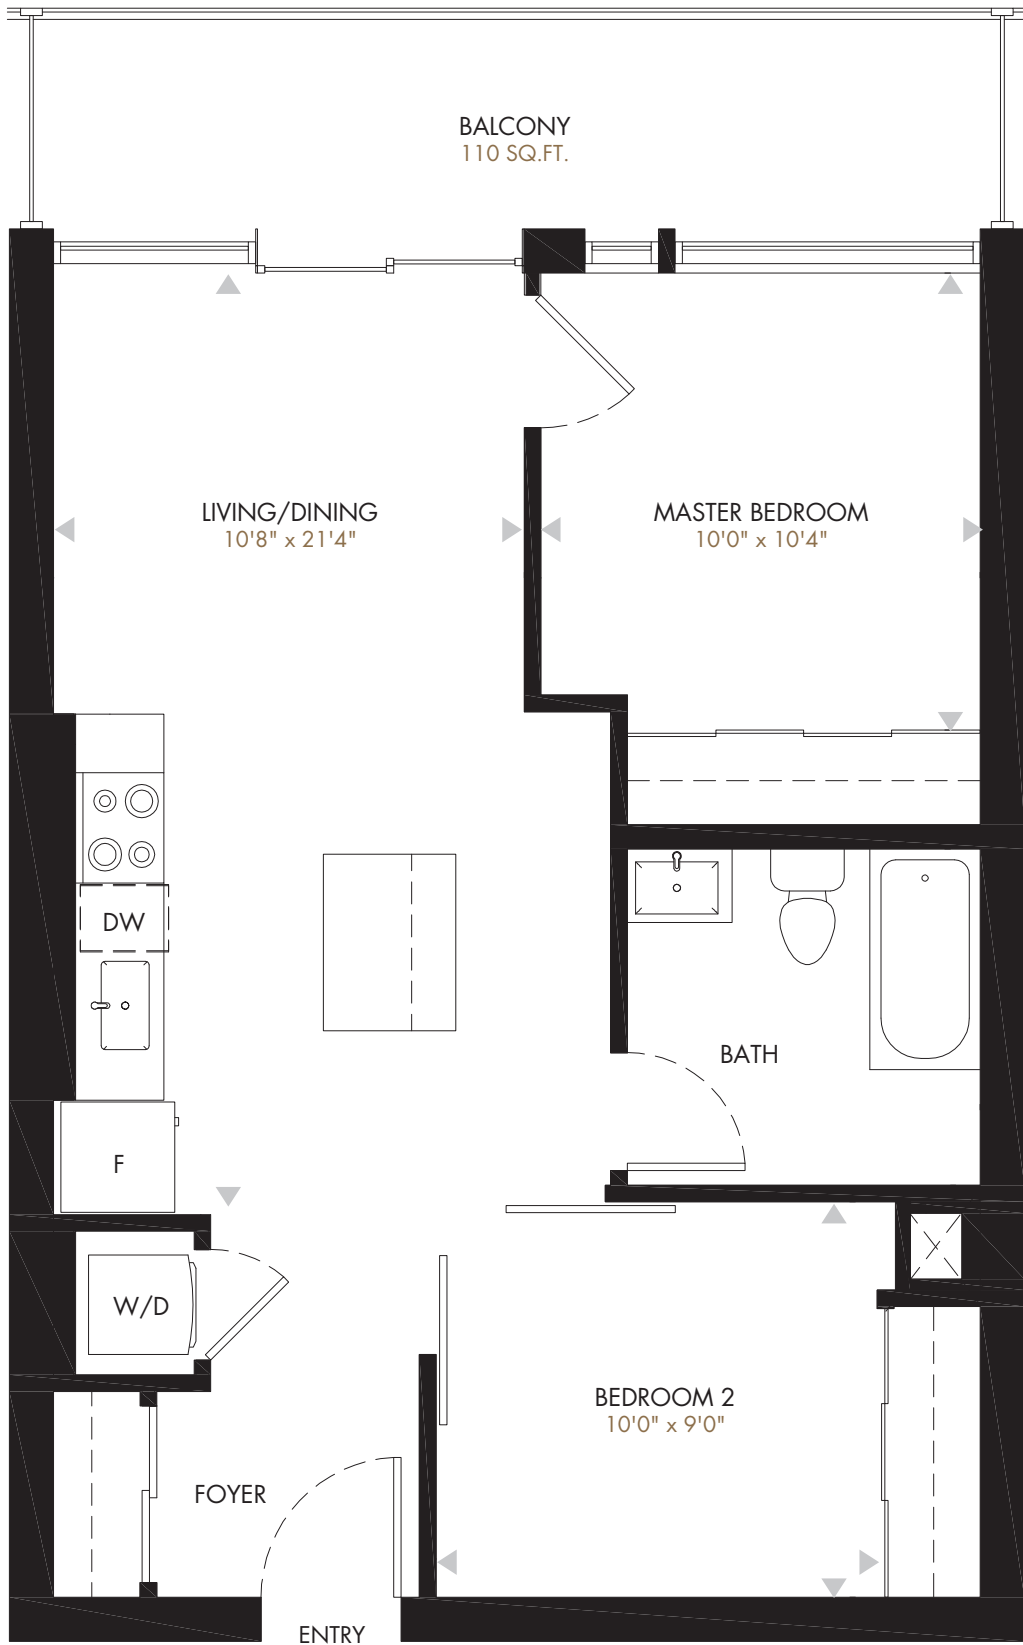 BALCONY
110 SQ.FT.
LIVING/DINING
10'8" x 21'4"
MASTER BEDROOM
10'0" x 10'4"
DW
BATH
F
W/D
BEDROOM 2
10'0" x 9'0"
FOYER
ENTRY